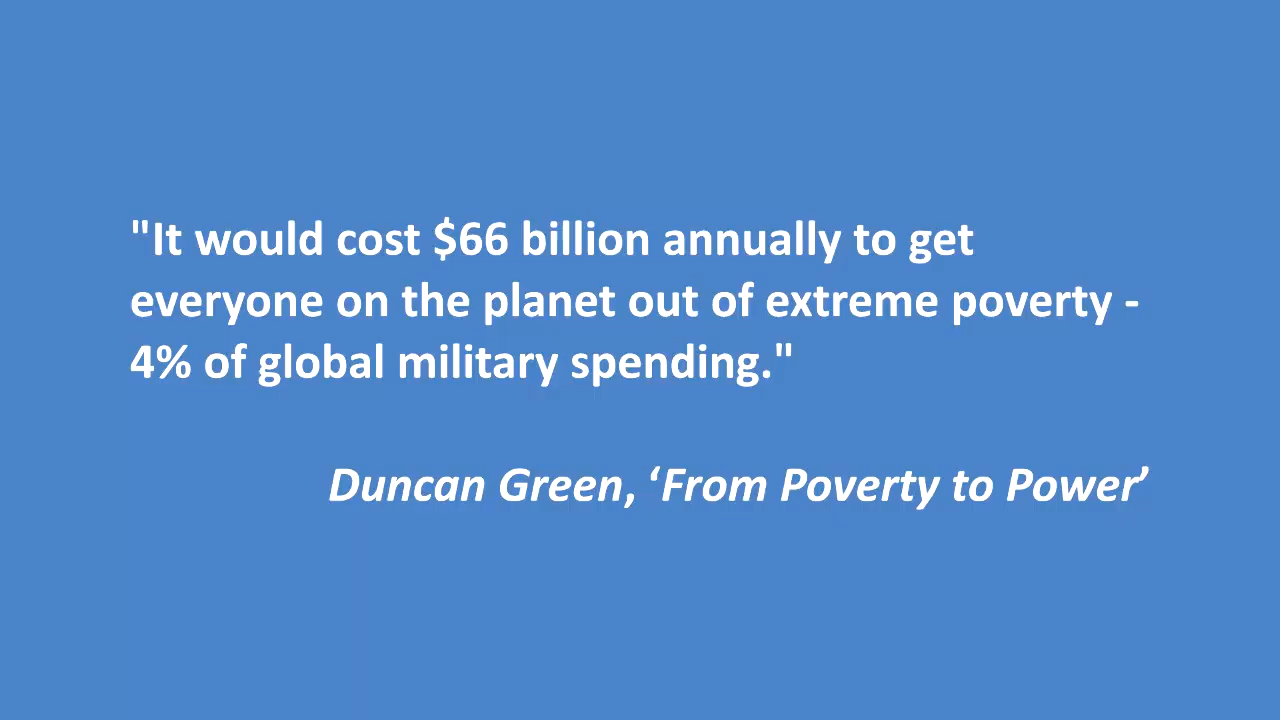 "It would cost $66 billion annually to get
everyone on the planet out of extreme poverty -
4% of global military spending."
Duncan Green, ‘From Poverty to Power’